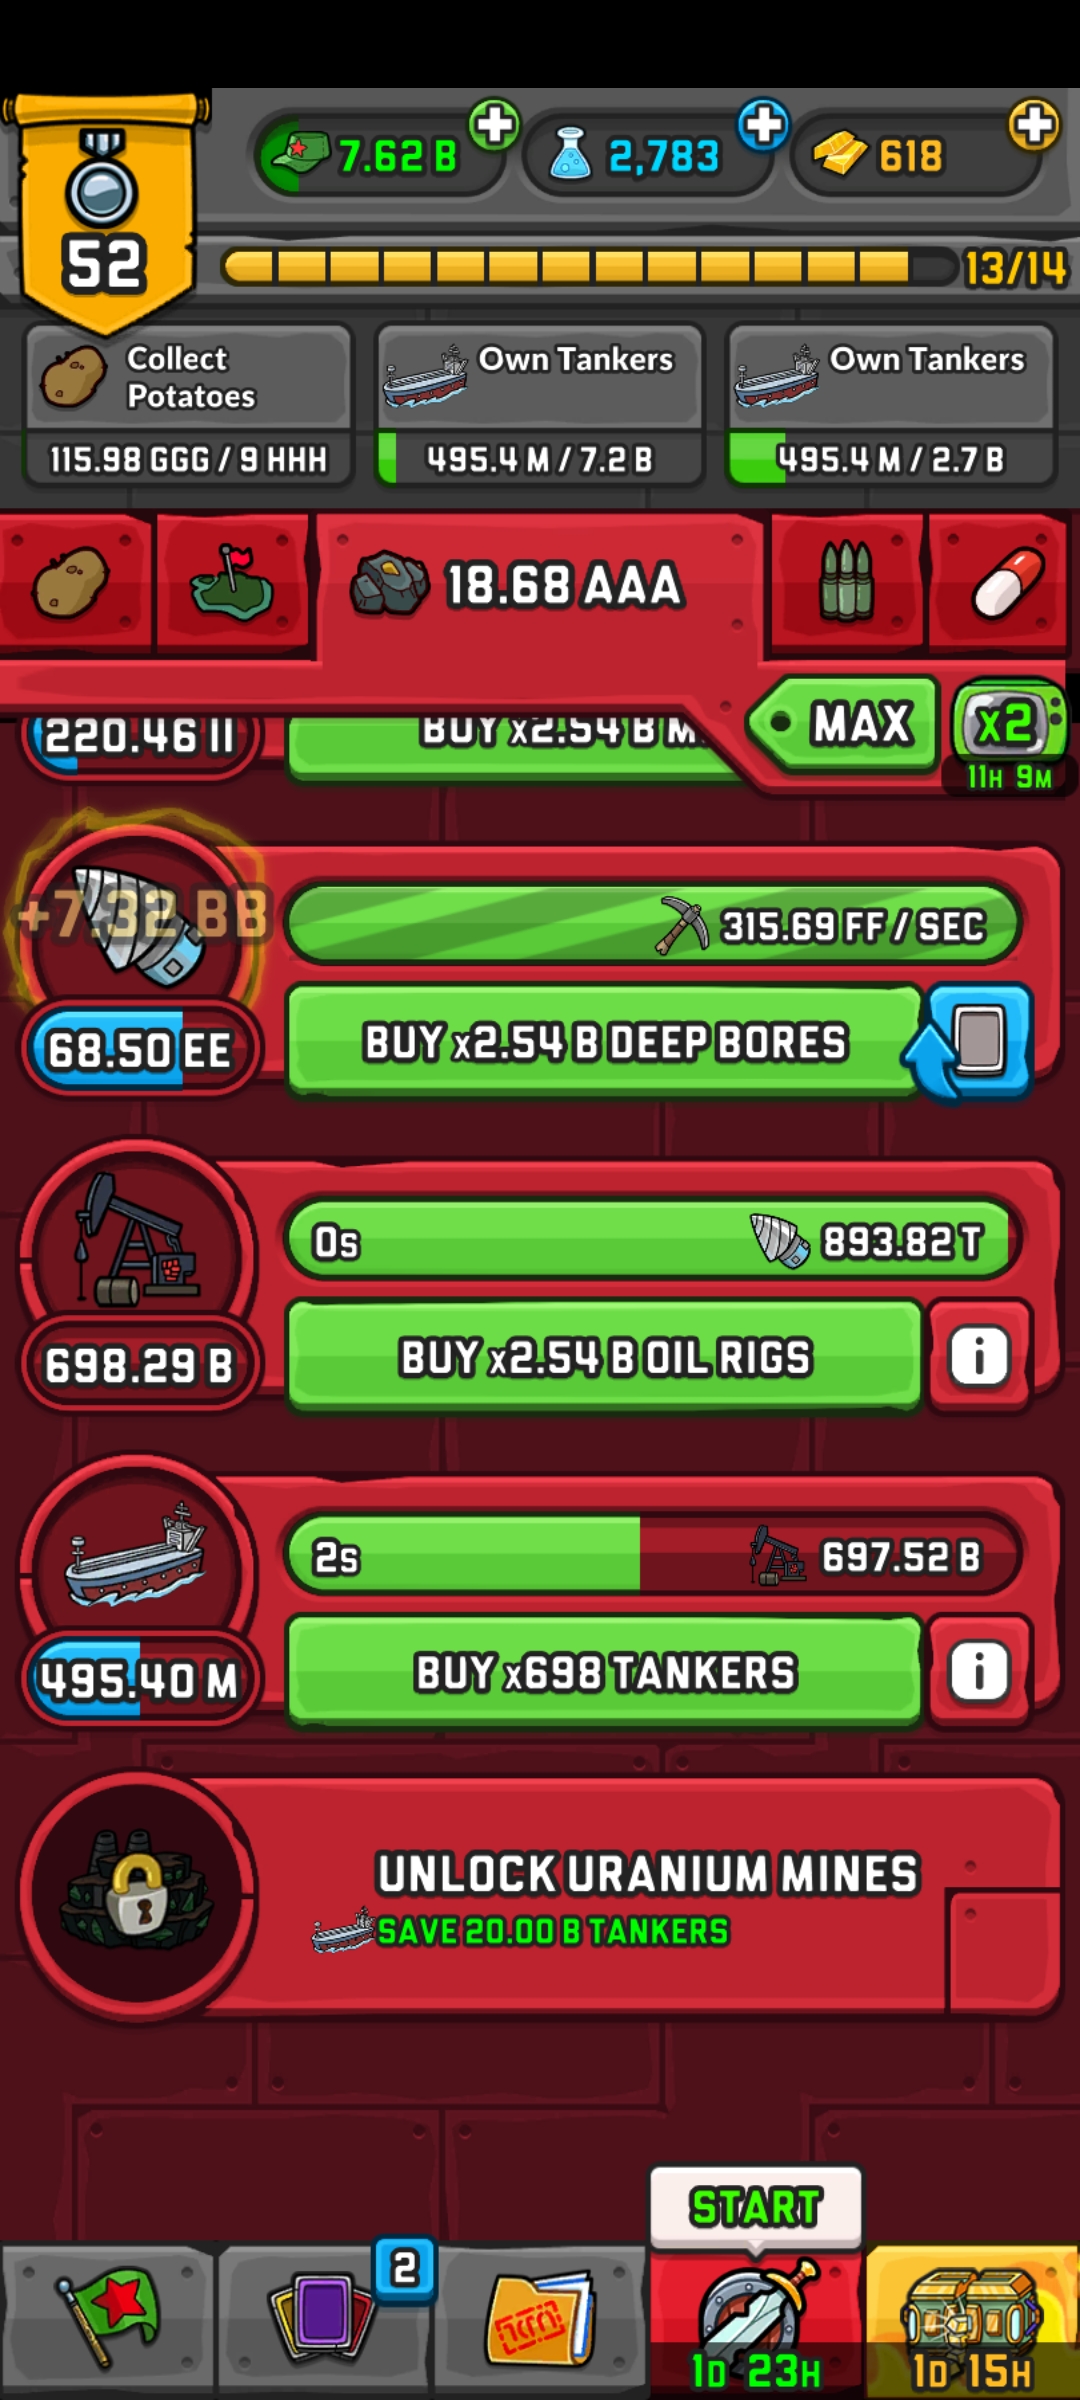 7.62 B
2,783
618
52
13/14
Collect
Potatoes
115.98 GGG / 9 HHH
Own Tankers
495.4 M / 7.2 B
Own Tankers
495.4 M / 2.7 B
18.68 AAA
MAX
x2
11H 9M
220.46 II
BUY x2.54 B M
+7.32 BB
315.69 FF / SEC
68.50 EE
BUY x2.54 B DEEP BORES
0s
893.82 T
698.29 B
BUY x2.54 B OIL RIGS
i
2s
697.52 B
495.40 M
BUY x698 TANKERS
i
UNLOCK URANIUM MINES
SAVE 20.00 B TANKERS
START
2
1D 23H
1D 15H